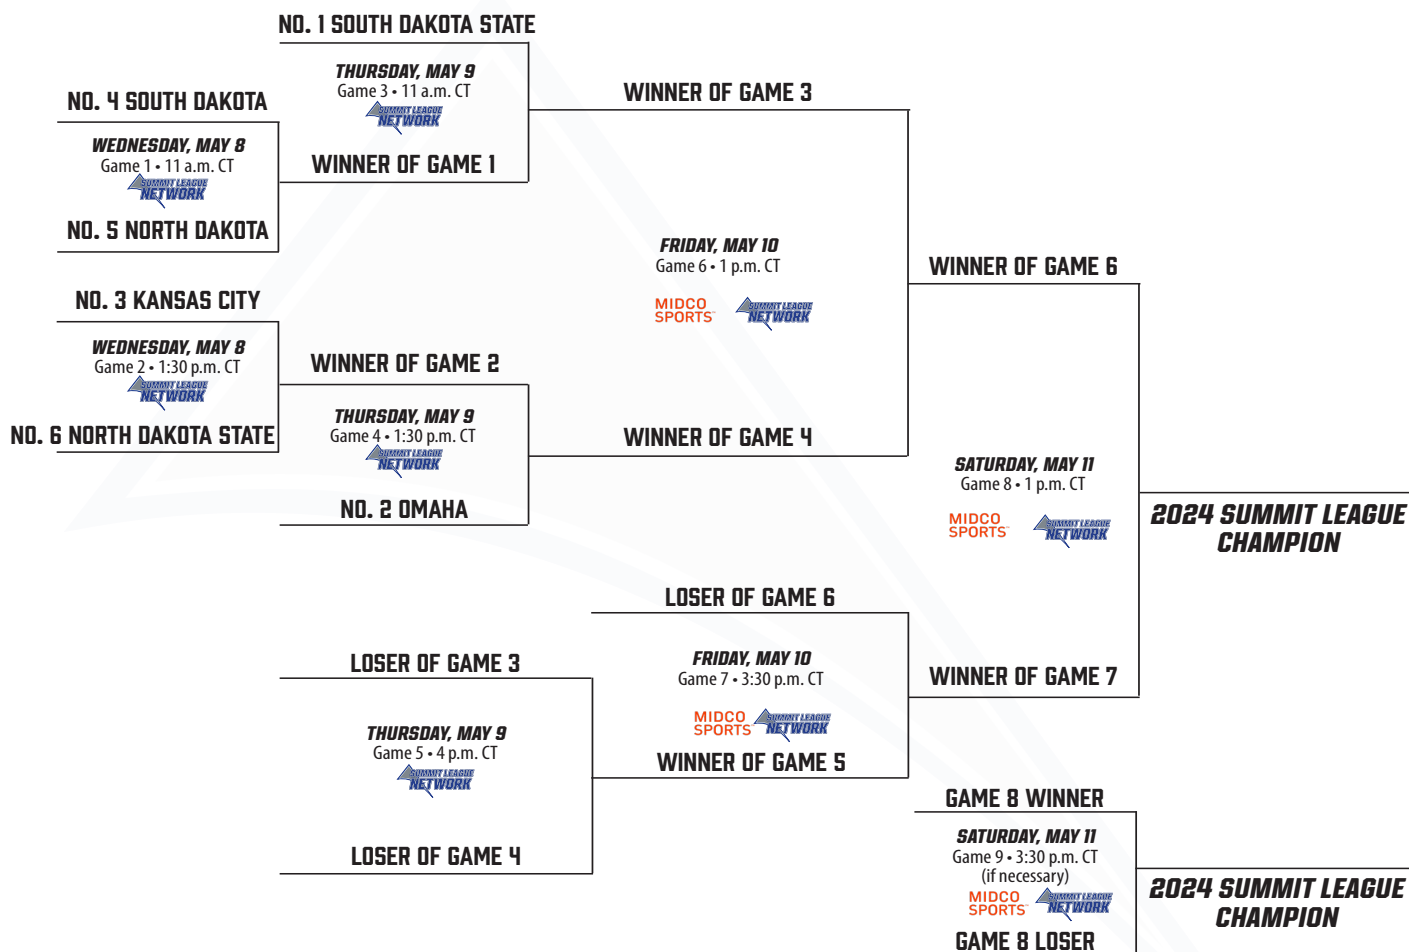 NO. 1 SOUTH DAKOTA STATE
THURSDAY, MAY 9
Game 3 • 11 a.m. CT
SUMMIT LEAGUE
NETWORK
WINNER OF GAME 1
NO. 4 SOUTH DAKOTA
WEDNESDAY, MAY 8
Game 1 • 11 a.m. CT
SUMMIT LEAGUE
NETWORK
NO. 5 NORTH DAKOTA
NO. 3 KANSAS CITY
WEDNESDAY, MAY 8
Game 2 • 1:30 p.m. CT
SUMMIT LEAGUE
NETWORK
NO. 6 NORTH DAKOTA STATE
WINNER OF GAME 2
THURSDAY, MAY 9
Game 4 • 1:30 p.m. CT
SUMMIT LEAGUE
NETWORK
NO. 2 OMAHA
WINNER OF GAME 3
FRIDAY, MAY 10
Game 6 • 1 p.m. CT
MIDCO
SPORTS™
SUMMIT LEAGUE
NETWORK
WINNER OF GAME 4
WINNER OF GAME 6
SATURDAY, MAY 11
Game 8 • 1 p.m. CT
MIDCO
SPORTS™
SUMMIT LEAGUE
NETWORK
2024 SUMMIT LEAGUE
CHAMPION
LOSER OF GAME 6
FRIDAY, MAY 10
Game 7 • 3:30 p.m. CT
MIDCO
SPORTS™
SUMMIT LEAGUE
NETWORK
WINNER OF GAME 5
WINNER OF GAME 7
LOSER OF GAME 3
THURSDAY, MAY 9
Game 5 • 4 p.m. CT
SUMMIT LEAGUE
NETWORK
LOSER OF GAME 4
GAME 8 WINNER
SATURDAY, MAY 11
Game 9 • 3:30 p.m. CT
(if necessary)
MIDCO
SPORTS™
SUMMIT LEAGUE
NETWORK
GAME 8 LOSER
2024 SUMMIT LEAGUE
CHAMPION